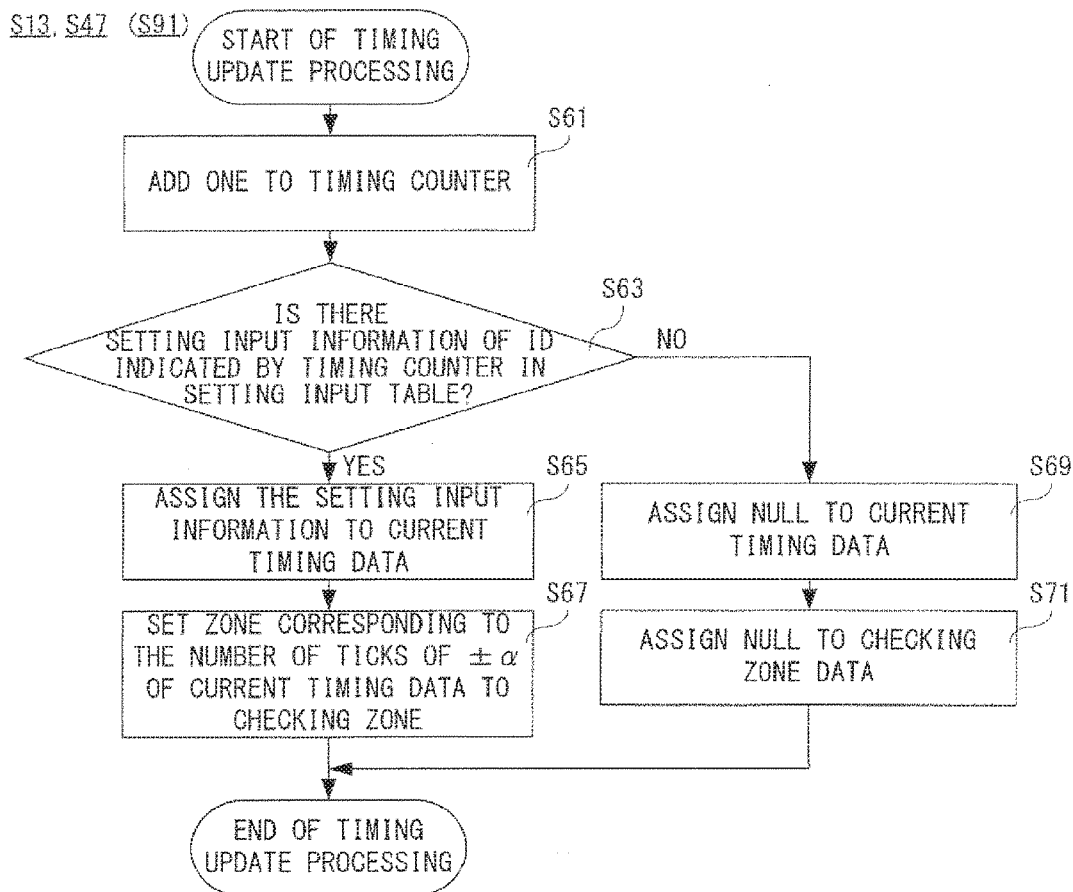 S13, S47 (S91)
START OF TIMING
UPDATE PROCESSING
S61
ADD ONE TO TIMING COUNTER
S63
IS THERE
SETTING INPUT INFORMATION OF ID
INDICATED BY TIMING COUNTER IN
SETTING INPUT TABLE?
NO
YES
S65
ASSIGN THE SETTING INPUT
INFORMATION TO CURRENT
TIMING DATA
S69
ASSIGN NULL TO CURRENT
TIMING DATA
S67
SET ZONE CORRESPONDING TO
THE NUMBER OF TICKS OF ±α
OF CURRENT TIMING DATA TO
CHECKING ZONE
S71
ASSIGN NULL TO CHECKING
ZONE DATA
END OF TIMING
UPDATE PROCESSING